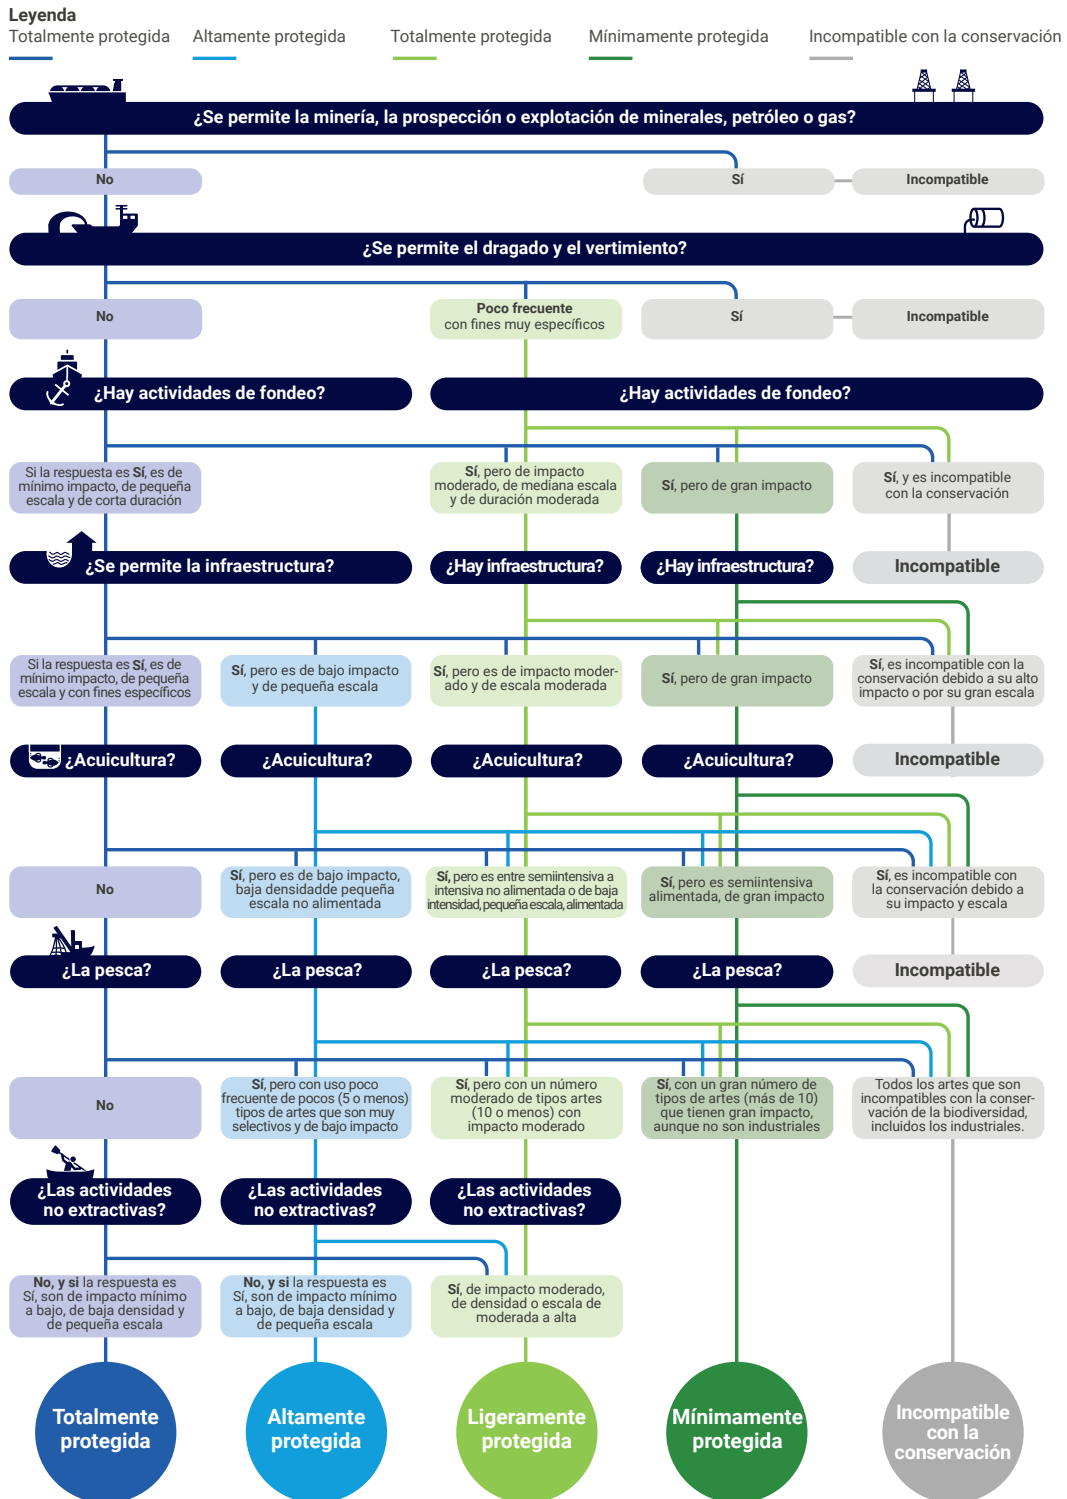 Leyenda
Totalmente protegida
Altamente protegida
Totalmente protegida
Mínimamente protegida
Incompatible con la conservación
¿Se permite la minería, la prospección o explotación de minerales, petróleo o gas?
No
Sí
Incompatible
¿Se permite el dragado y el vertimiento?
No
Poco frecuente
con fines muy específicos
Sí
Incompatible
¿Hay actividades de fondeo?
¿Hay actividades de fondeo?
Si la respuesta es Sí, es de
mínimo impacto, de pequeña
escala y de corta duración
Sí, pero de impacto
moderado, de mediana escala
y de duración moderada
Sí, pero de gran impacto
Sí, y es incompatible
con la conservación
¿Se permite la infraestructura?
¿Hay infraestructura?
¿Hay infraestructura?
Incompatible
Si la respuesta es Sí, es de
mínimo impacto, de pequeña
escala y con fines específicos
Sí, pero es de bajo impacto
y de pequeña escala
Sí, pero es de impacto moder-
ado y de escala moderada
Sí, pero de gran impacto
Sí, es incompatible con la
conservación debido a su alto
impacto o por su gran escala
¿Acuicultura?
¿Acuicultura?
¿Acuicultura?
¿Acuicultura?
Incompatible
No
Sí, pero es de bajo impacto,
baja densidadde pequeña
escala no alimentada
Sí, pero es entre semiintensiva a
intensiva no alimentada o de baja
intensidad, pequeña escala, alimentada
Sí, pero es semiintensiva
alimentada, de gran impacto
Sí, es incompatible con
la conservación debido a
su impacto y escala
¿La pesca?
¿La pesca?
¿La pesca?
¿La pesca?
Incompatible
No
Sí, pero con uso poco
frecuente de pocos (5 o menos)
tipos de artes que son muy
selectivos y de bajo impacto
Sí, pero con un número
moderado de tipos artes
(10 o menos) con
impacto moderado
Sí, con un gran número de
tipos de artes (más de 10)
que tienen gran impacto,
aunque no son industriales
Todos los artes que son
incompatibles con la conser-
vación de la biodiversidad,
incluidos los industriales.
¿Las actividades
no extractivas?
¿Las actividades
no extractivas?
¿Las actividades
no extractivas?
No, y si la respuesta es
Sí, son de impacto mínimo
a bajo, de baja densidad y
de pequeña escala
No, y si la respuesta es
Sí, son de impacto mínimo
a bajo, de baja densidad y
de pequeña escala
Sí, de impacto moderado,
de densidad o escala de
moderada a alta
Totalmente
protegida
Altamente
protegida
Ligeramente
protegida
Mínimamente
protegida
Incompatible
con la
conservación